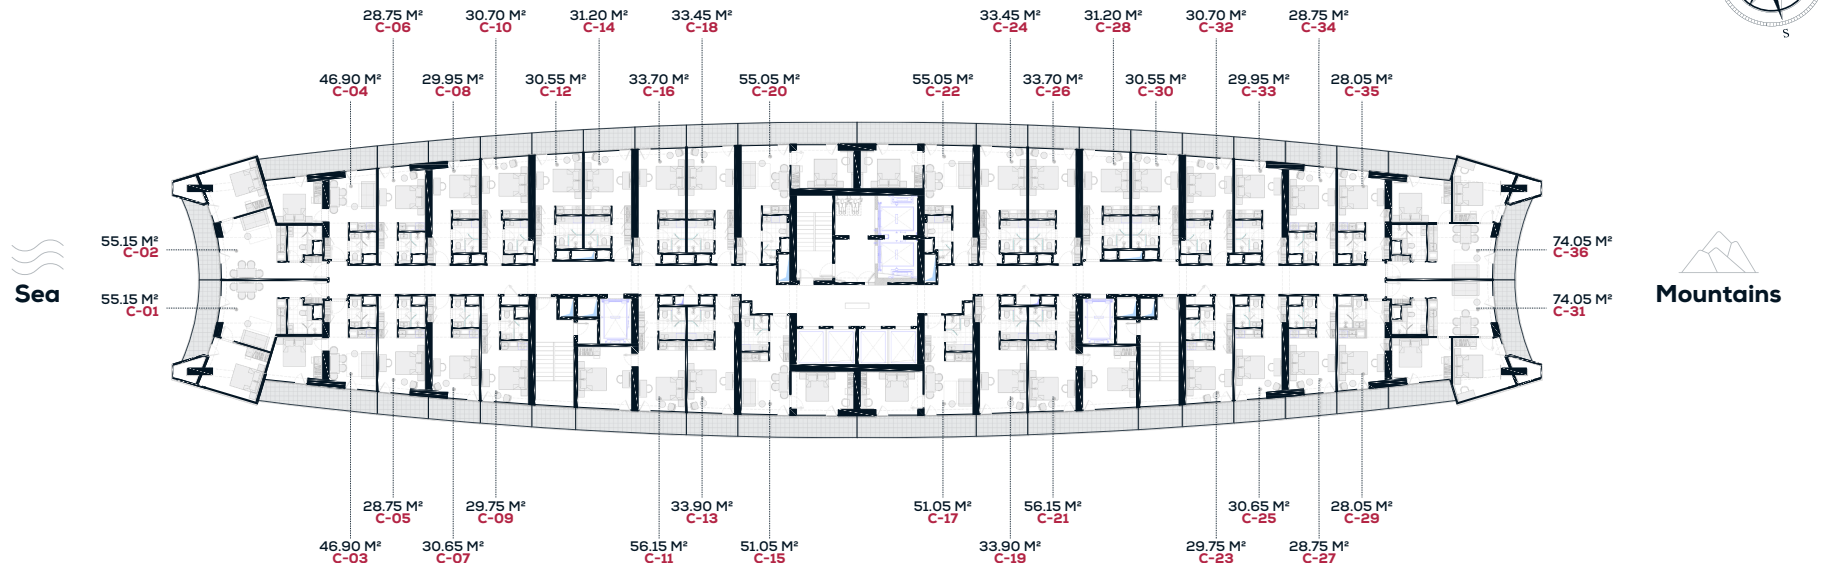 28.75 M² 30.70 M² 31.20 M² 33.45 M² 33.45 M² 31.20 M² 30.70 M² 28.75 M²
C-06 C-10 C-14 C-18 C-24 C-28 C-32 C-34
S
46.90 M² 29.95 M² 30.55 M² 33.70 M² 55.05 M² 55.05 M² 33.70 M² 30.55 M² 29.95 M² 28.05 M²
C-04 C-08 C-12 C-16 C-20 C-22 C-26 C-30 C-33 C-35
55.15 M² 74.05 M²
C-02 C-36
Sea Mountains
55.15 M² 74.05 M²
C-01 C-31
28.75 M² 29.75 M² 33.90 M² 51.05 M² 56.15 M² 30.65 M² 28.05 M²
C-05 C-09 C-13 C-17 C-21 C-25 C-29
46.90 M² 30.65 M² 56.15 M² 51.05 M² 33.90 M² 29.75 M² 28.75 M²
C-03 C-07 C-11 C-15 C-19 C-23 C-27